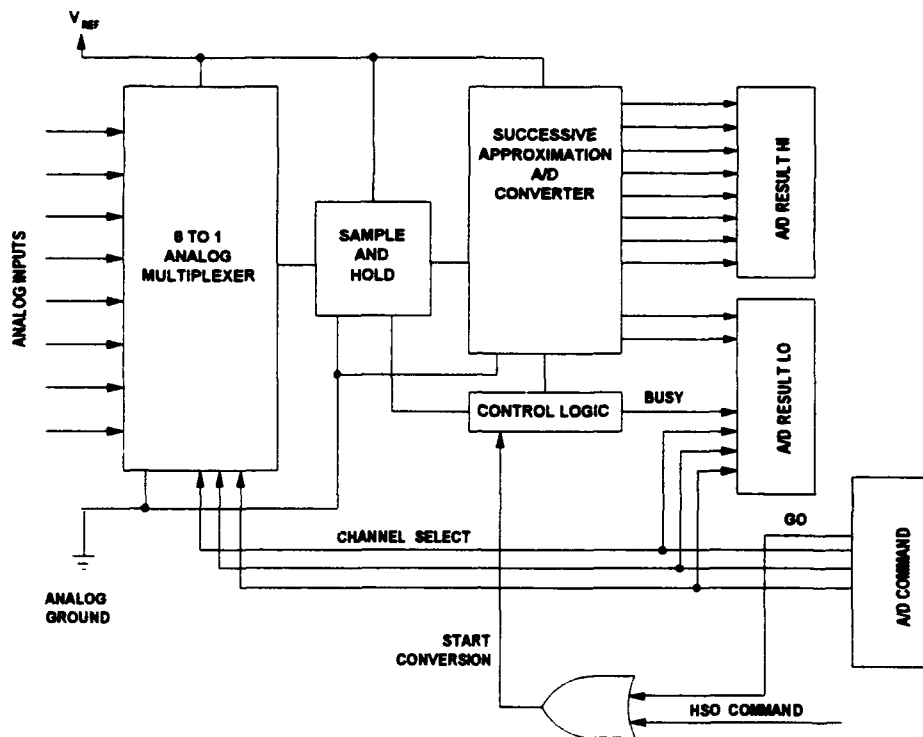 V REF
8 TO 1
ANALOG
MULTIPLEXER
SAMPLE
AND
HOLD
SUCCESSIVE
APPROXIMATION
A/D
CONVERTER
A/D RESULT HI
ANALOG INPUTS
A/D RESULT LO
CONTROL LOGIC
BUSY
GO
CHANNEL SELECT
A/D COMMAND
ANALOG
GROUND
START
CONVERSION
HSO COMMAND